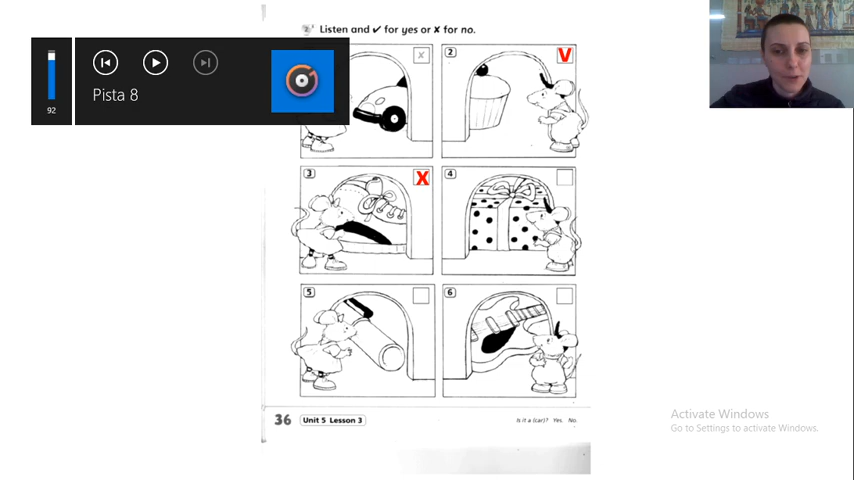 Listen and ✔ for yes or ✘ for no.
92
Pista 8
x
2
V
3
X
4
5
6
36
Unit 5 Lesson 3
Is it a (car)? Yes. No.
Activate Windows
Go to Settings to activate Windows.